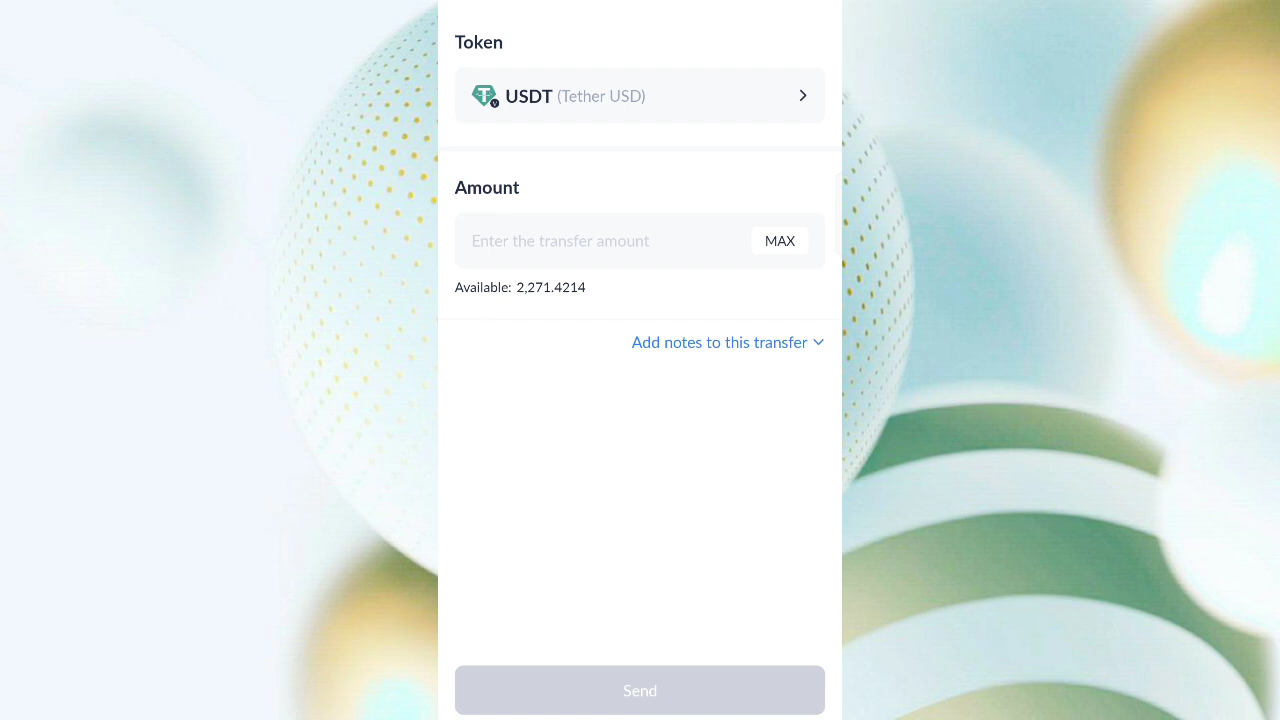 Token
USDT (Tether USD)
Amount
Enter the transfer amount MAX
Available: 2,271.4214
Add notes to this transfer
Send